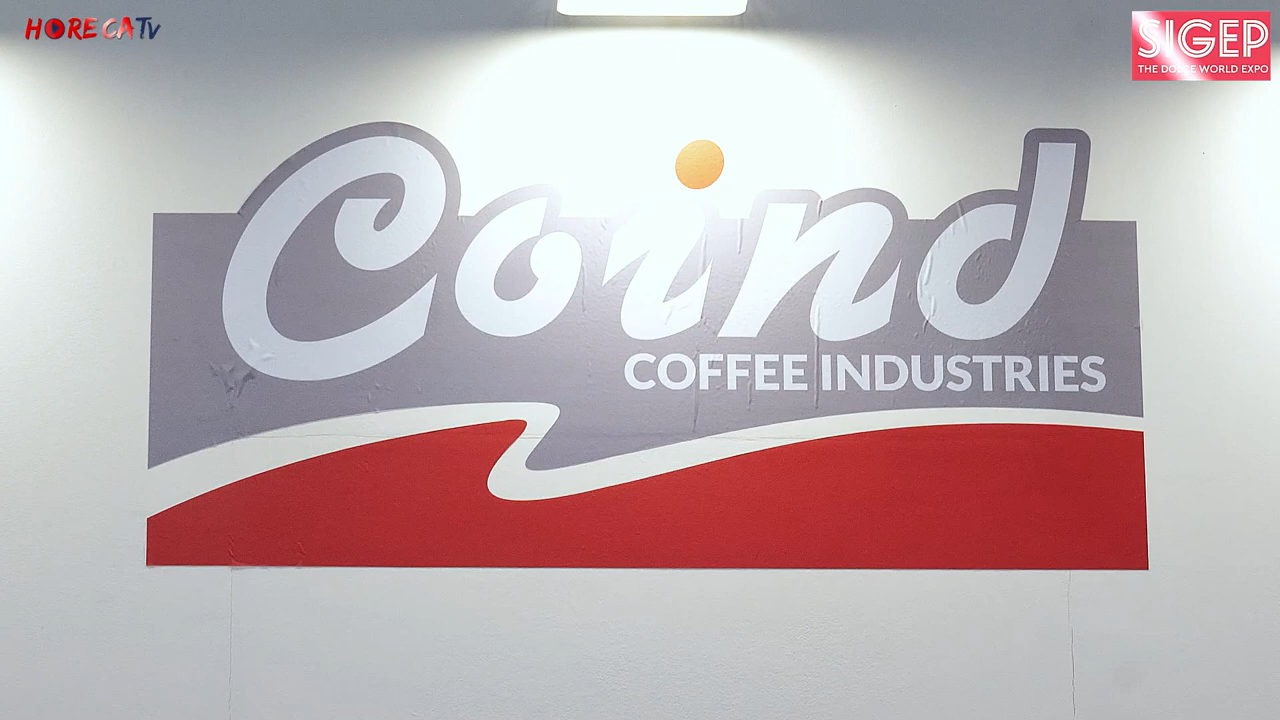 HORECATV
SIGEP
THE DOLCE WORLD EXPO
Coind
COFFEE INDUSTRIES